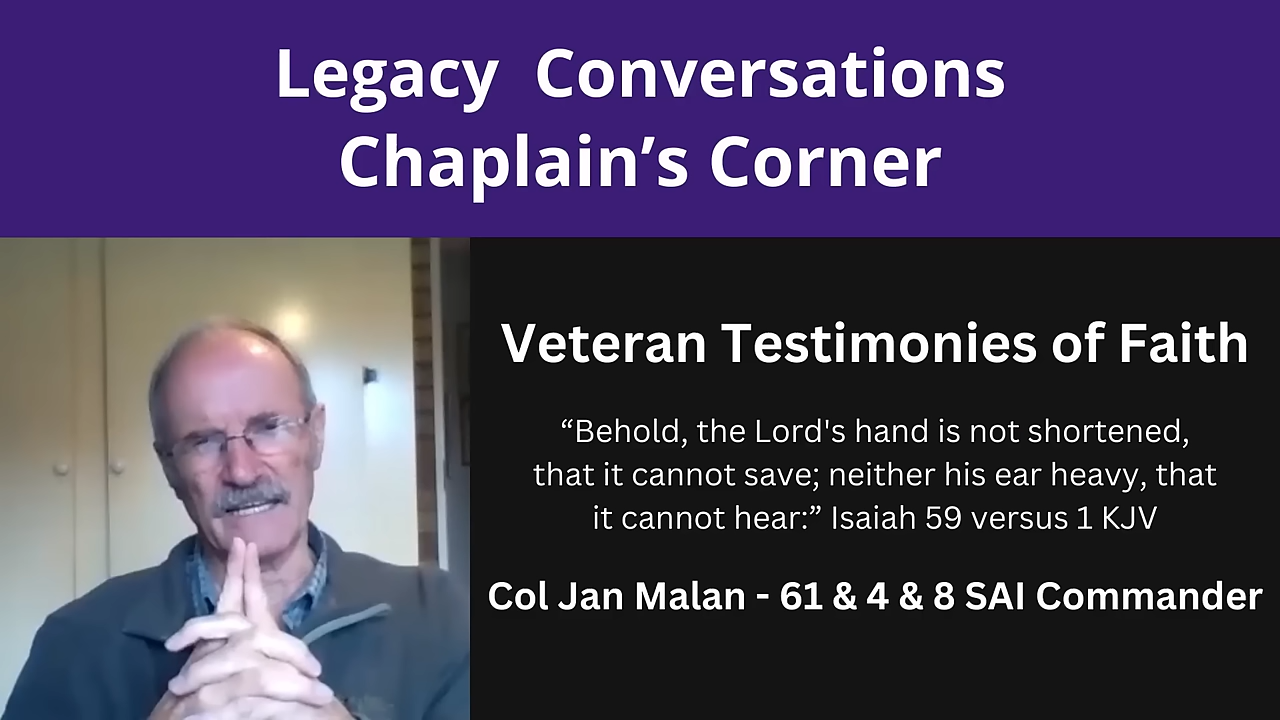 Legacy  Conversations
Chaplain’s Corner
Veteran Testimonies of Faith
“Behold, the Lord's hand is not shortened,
that it cannot save; neither his ear heavy, that
it cannot hear:” Isaiah 59 versus 1 KJV
Col Jan Malan - 61 & 4 & 8 SAI Commander